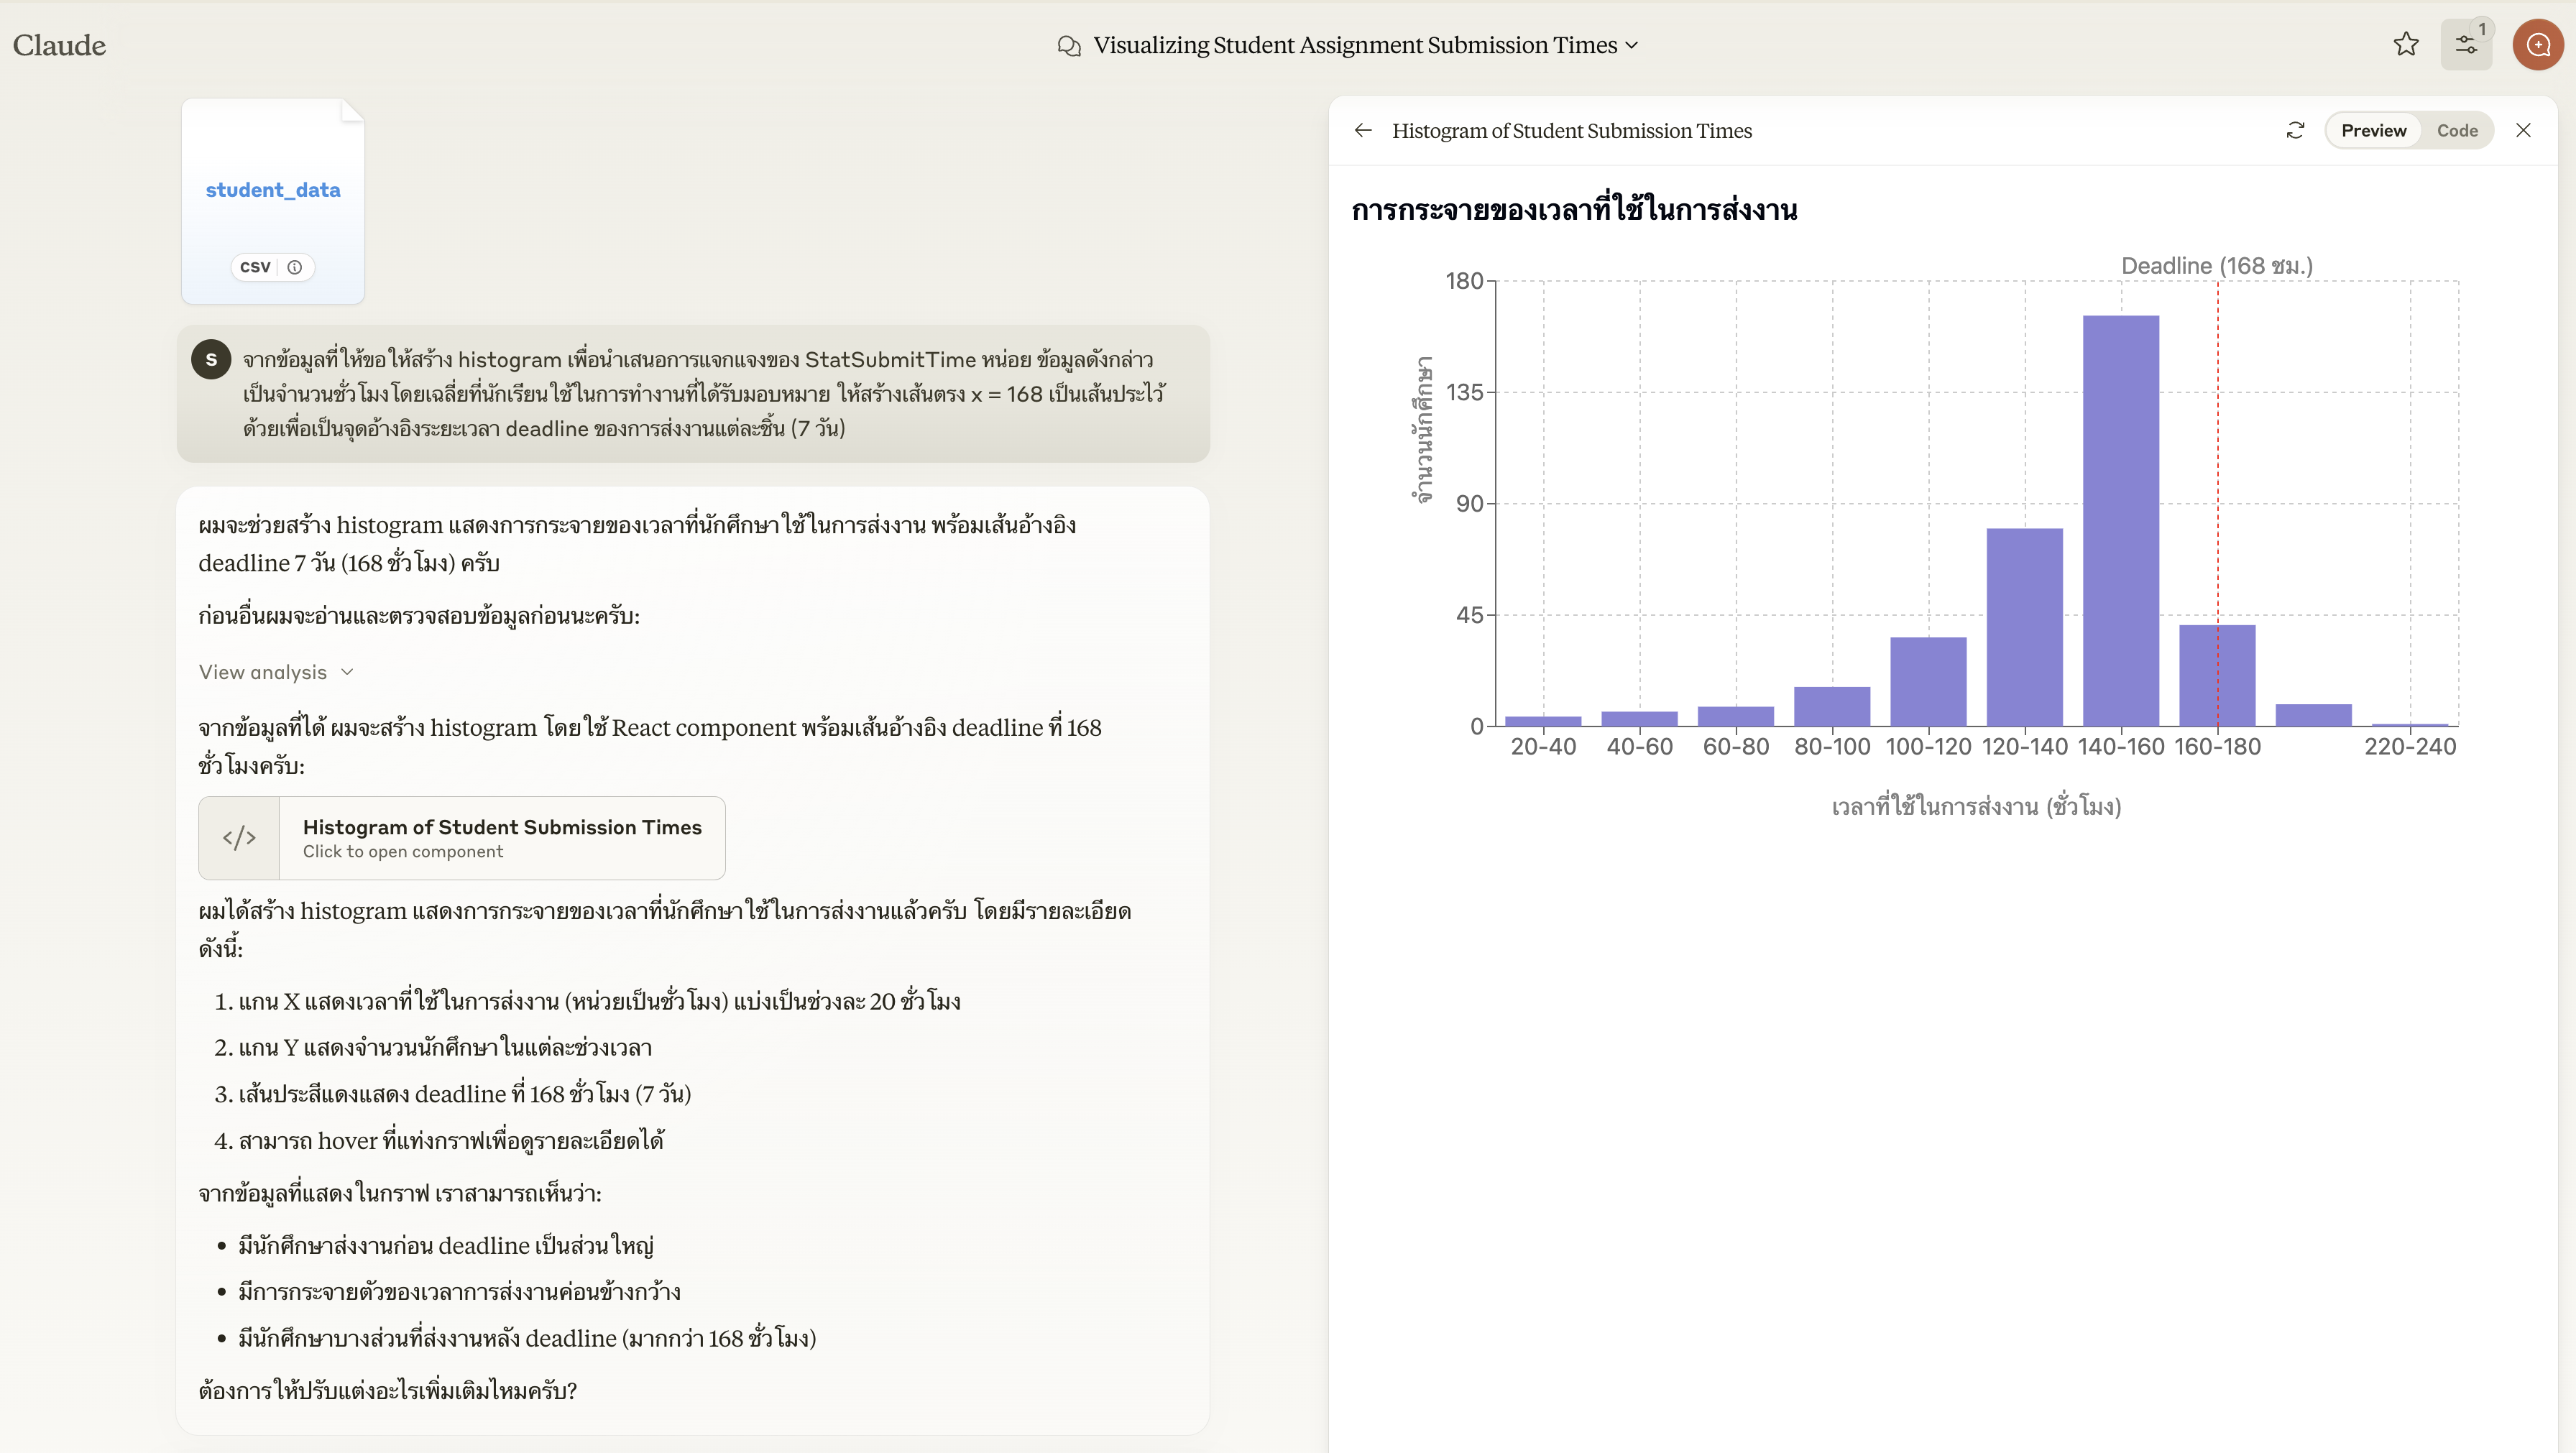 Claude
Visualizing Student Assignment Submission Times
1
student_data
CSV
S
จากข้อมูลที่ให้ขอให้สร้าง histogram เพื่อนำเสนอการแจกแจงของ StatSubmitTime หน่อย ข้อมูลดังกล่าว
เป็นจำนวนชั่วโมงโดยเฉลี่ยที่นักเรียนใช้ในการทำงานที่ได้รับมอบหมาย ให้สร้างเส้นตรง x = 168 เป็นเส้นประไว้
ด้วยเพื่อเป็นจุดอ้างอิงระยะเวลา deadline ของการส่งงานแต่ละชิ้น (7 วัน)
ผมจะช่วยสร้าง histogram แสดงการกระจายของเวลาที่นักศึกษาใช้ในการส่งงาน พร้อมเส้นอ้างอิง
deadline 7 วัน (168 ชั่วโมง) ครับ
ก่อนอื่นผมจะอ่านและตรวจสอบข้อมูลก่อนนะครับ:
View analysis
จากข้อมูลที่ได้ ผมจะสร้าง histogram โดยใช้ React component พร้อมเส้นอ้างอิง deadline ที่ 168
ชั่วโมงครับ:
</>
Histogram of Student Submission Times
Click to open component
ผมได้สร้าง histogram แสดงการกระจายของเวลาที่นักศึกษาใช้ในการส่งงานแล้วครับ โดยมีรายละเอียด
ดังนี้:
1. แกน X แสดงเวลาที่ใช้ในการส่งงาน (หน่วยเป็นชั่วโมง) แบ่งเป็นช่วงละ 20 ชั่วโมง
2. แกน Y แสดงจำนวนนักศึกษาในแต่ละช่วงเวลา
3. เส้นประสีแดงแสดง deadline ที่ 168 ชั่วโมง (7 วัน)
4. สามารถ hover ที่แท่งกราฟเพื่อดูรายละเอียดได้
จากข้อมูลที่แสดงในกราฟ เราสามารถเห็นว่า:
• มีนักศึกษาส่งงานก่อน deadline เป็นส่วนใหญ่
• มีการกระจายตัวของเวลาการส่งงานค่อนข้างกว้าง
• มีนักศึกษาบางส่วนที่ส่งงานหลัง deadline (มากกว่า 168 ชั่วโมง)
ต้องการให้ปรับแต่งอะไรเพิ่มเติมไหมครับ?
Histogram of Student Submission Times
Preview Code
การกระจายของเวลาที่ใช้ในการส่งงาน
Deadline (168 ชม.)
180
135
90
45
0
จำนวนนักศึกษา
20-40 40-60 60-80 80-100 100-120 120-140 140-160 160-180 220-240
เวลาที่ใช้ในการส่งงาน (ชั่วโมง)